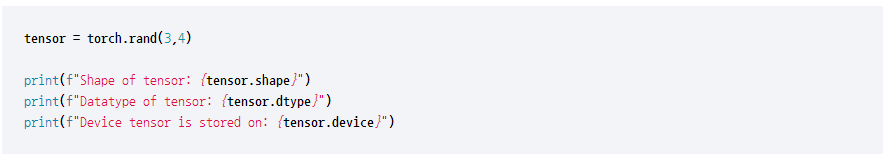 tensor = torch.rand(3,4)
print(f"Shape of tensor: {tensor.shape}")
print(f"Datatype of tensor: {tensor.dtype}")
print(f"Device tensor is stored on: {tensor.device}")